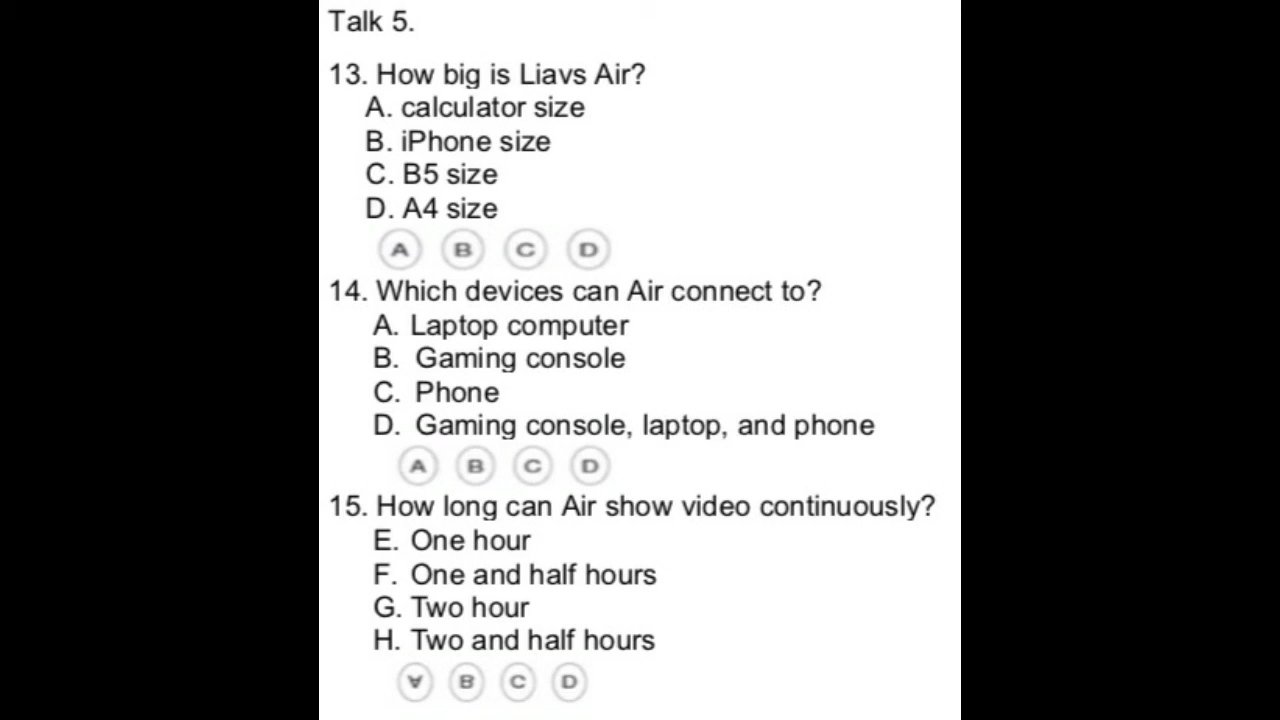 Talk 5.
13. How big is Liavs Air?
A. calculator size
B. iPhone size
C. B5 size
D. A4 size
A B C D
14. Which devices can Air connect to?
A. Laptop computer
B. Gaming console
C. Phone
D. Gaming console, laptop, and phone
A B C D
15. How long can Air show video continuously?
E. One hour
F. One and half hours
G. Two hour
H. Two and half hours
∀ B C D